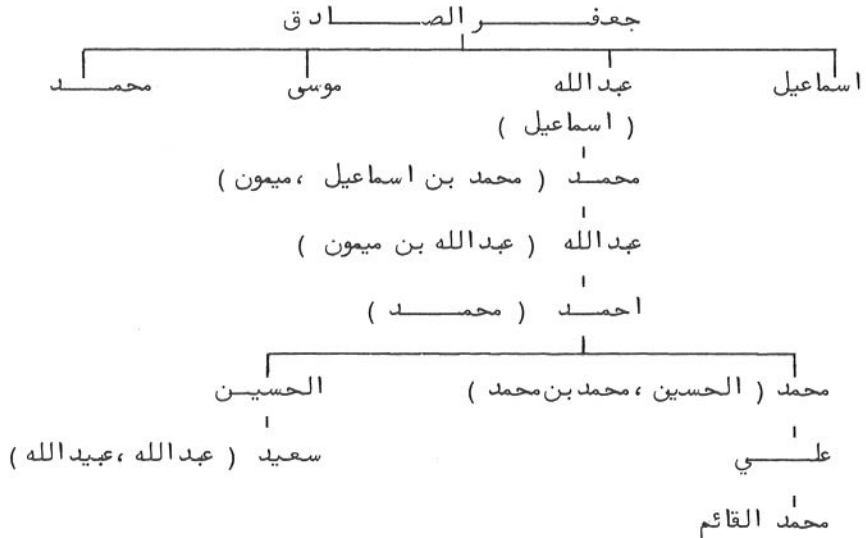 جعفر الصادق
اسماعيل عبدالله موسى محمد
( اسماعيل )
محمد ( محمد بن اسماعيل ،ميمون )
عبدالله ( عبدالله بن ميمون )
احمد ( محمد )
محمد ( الحسين ،محمد بن محمد ) الحسين
علي سعيد ( عبدالله ،عبيدالله )
محمد القائم